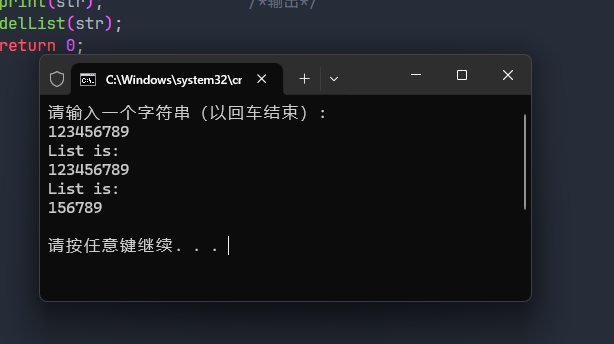 print(str);    /*输出*/
delList(str);
return 0;
C:\Windows\system32\cr
请输入一个字符串（以回车结束）:
123456789
List is:
123456789
List is:
156789
请按任意键继续. . .